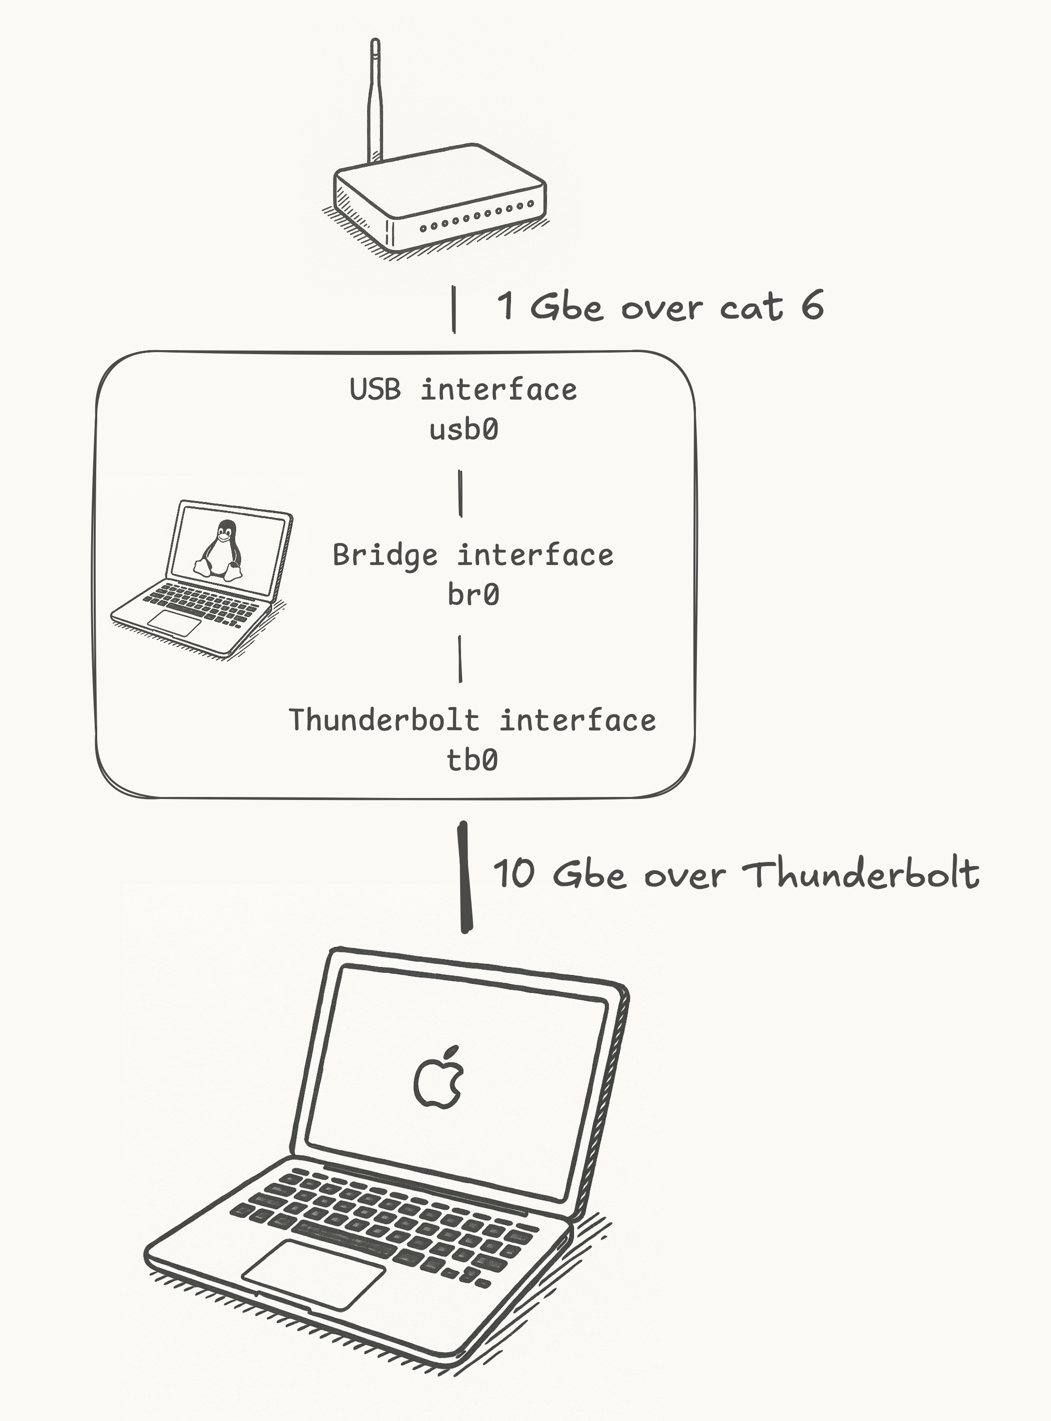 1 Gbe over cat 6
USB interface
usb0
Bridge interface
br0
Thunderbolt interface
tb0
10 Gbe over Thunderbolt